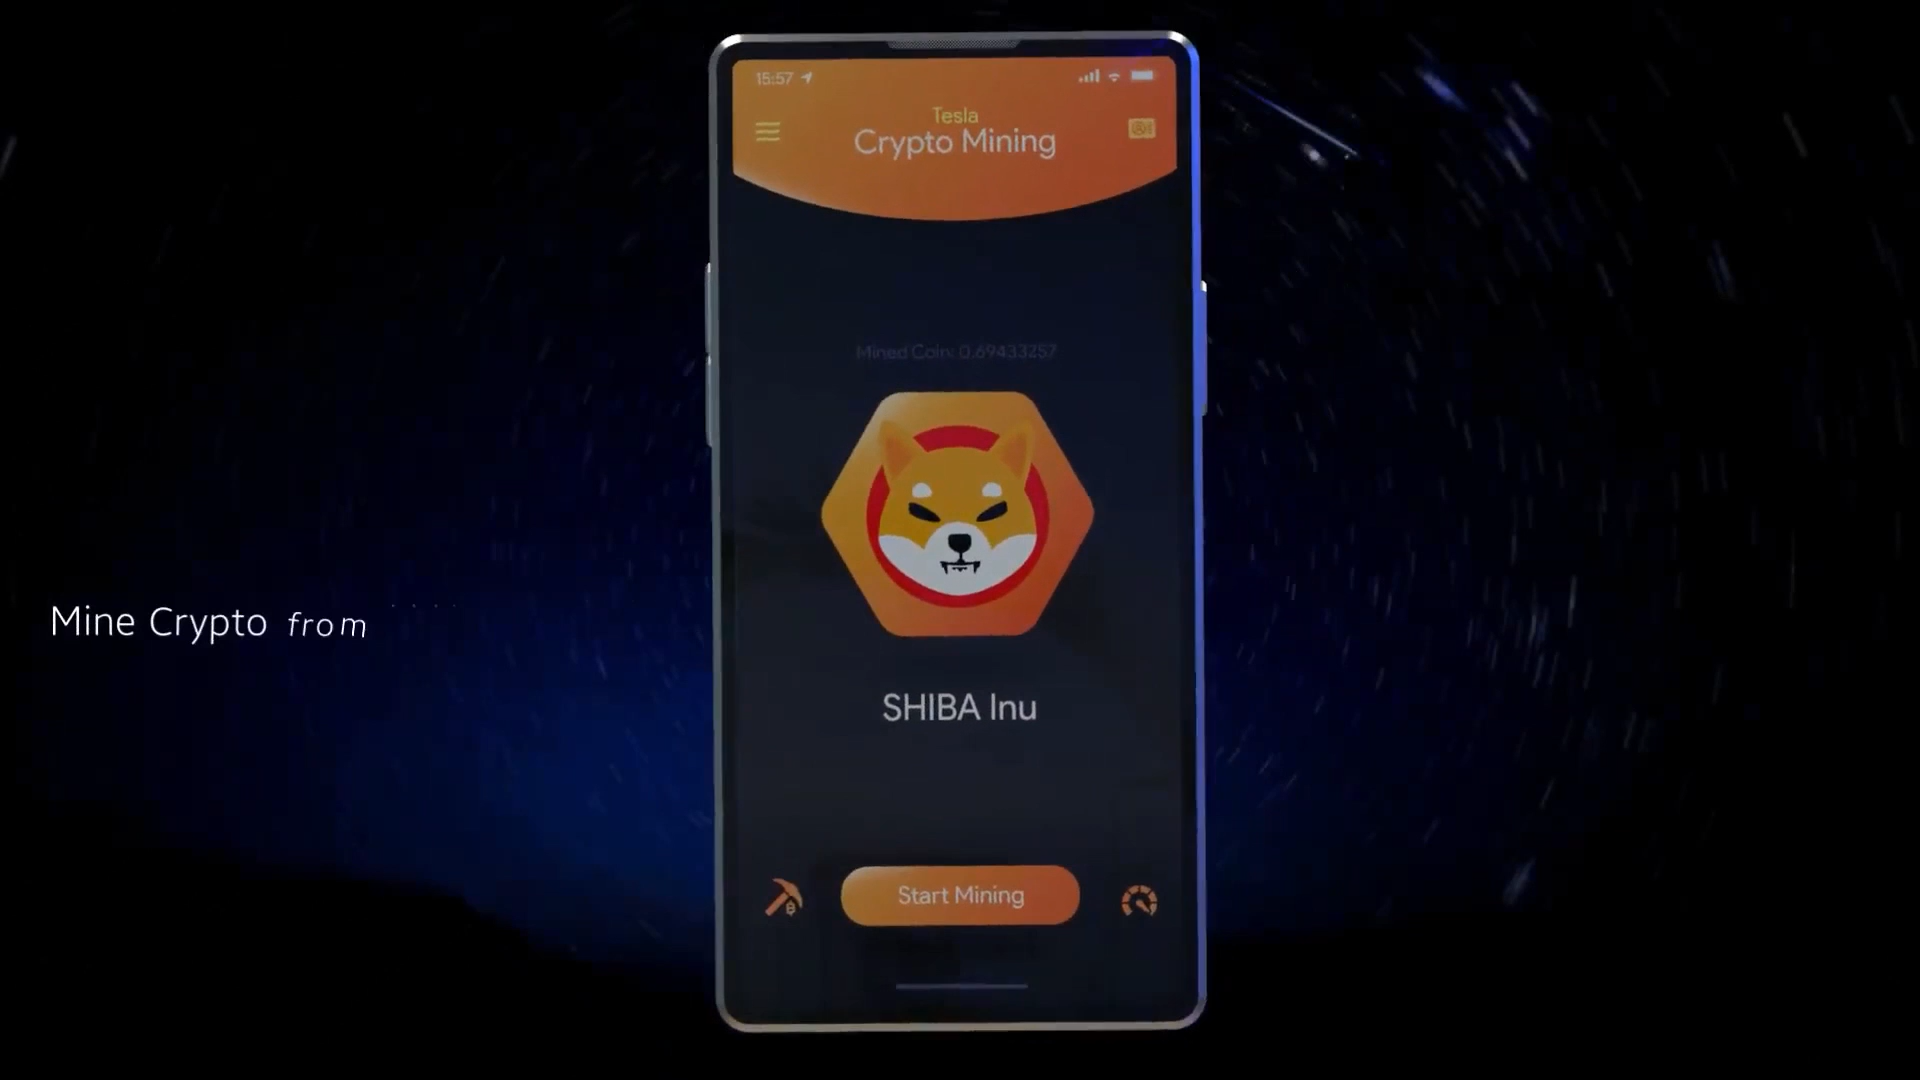 15:57
Tesla
Crypto Mining
Mined Coin: 0.69433257
Mine Crypto from
SHIBA Inu
Start Mining